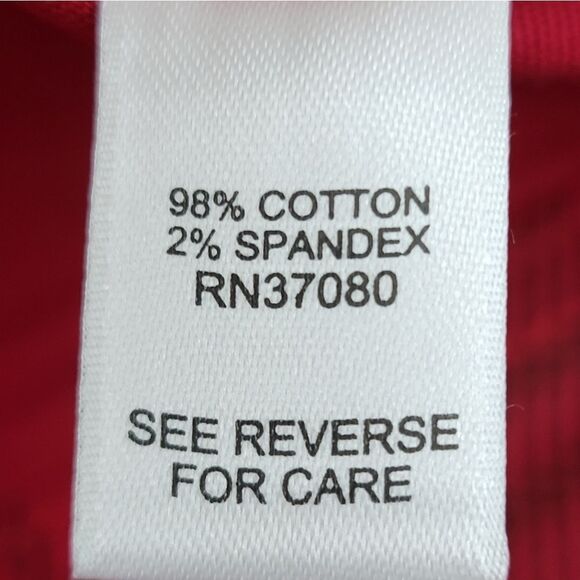 98% COTTON
2% SPANDEX
RN37080
SEE REVERSE
FOR CARE